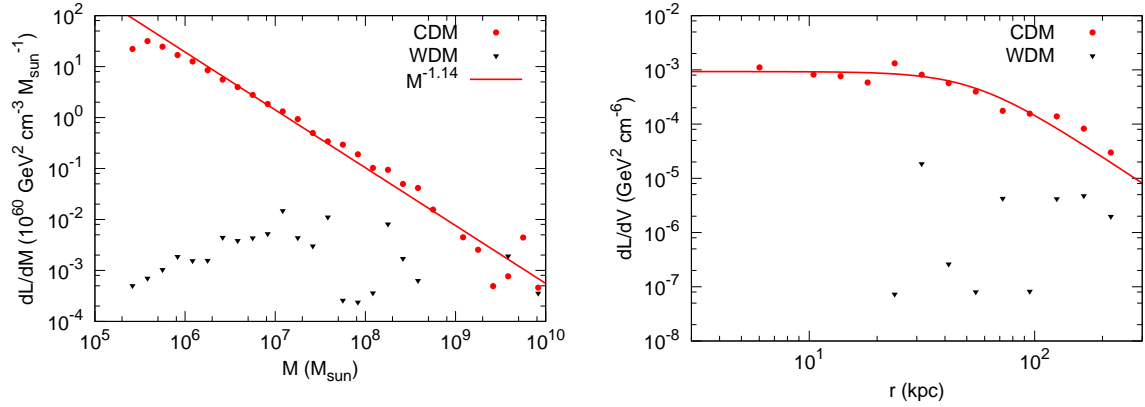 dL/dM (10^60 GeV^2 cm^-3 M_sun^-1)
10^2
10^1
10^0
10^-1
10^-2
10^-3
10^-4
10^5 10^6 10^7 10^8 10^9 10^10
M (M_sun)
CDM
WDM
M^-1.14
dL/dV (GeV^2 cm^-6)
10^-2
10^-3
10^-4
10^-5
10^-6
10^-7
10^-8
10^1 10^2
r (kpc)
CDM
WDM